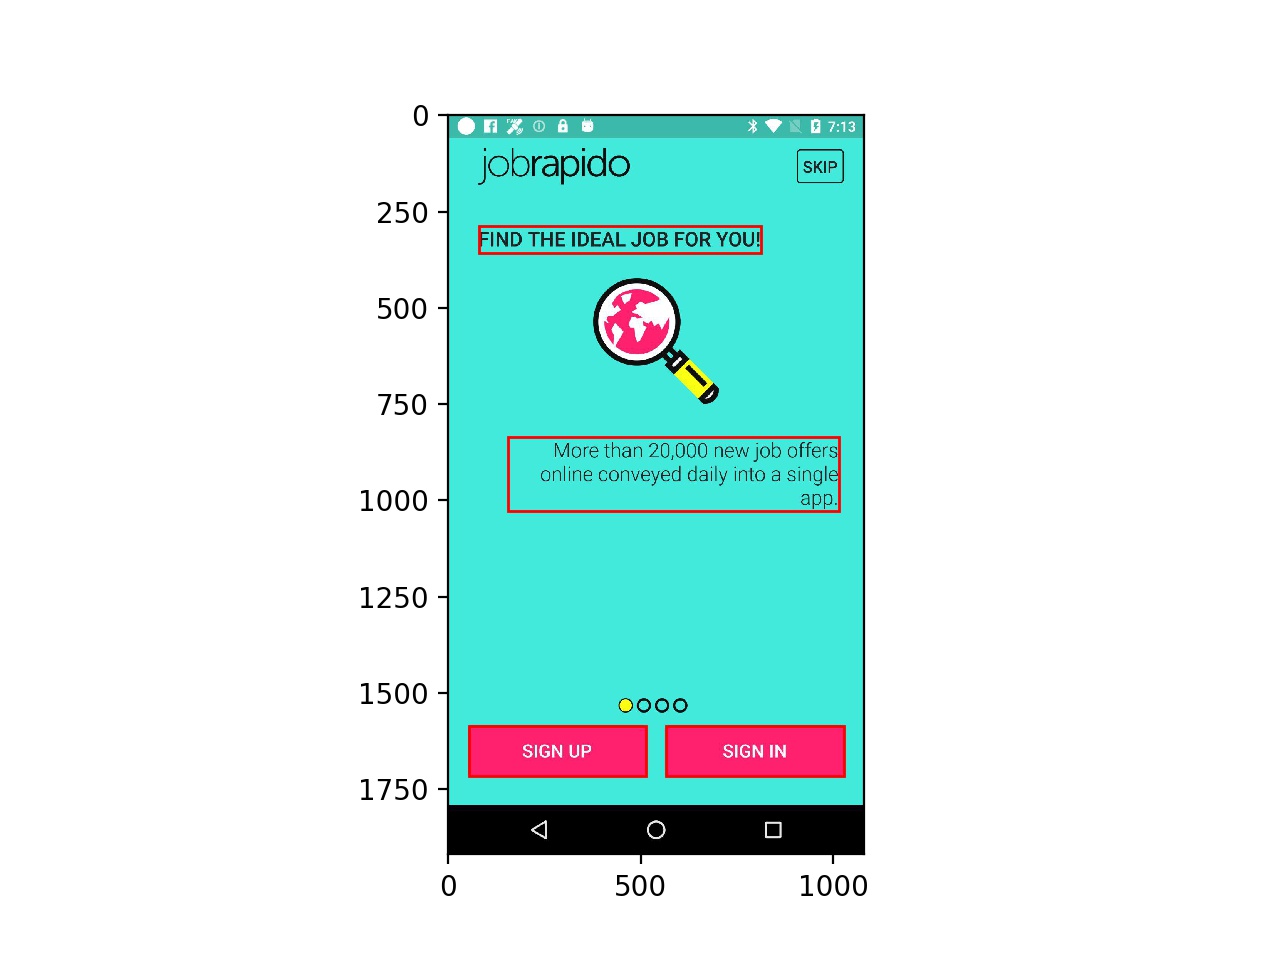 0
7:13
jobrapido
SKIP
250
FIND THE IDEAL JOB FOR YOU!
500
750
More than 20,000 new job offers
online conveyed daily into a single
app.
1000
1250
1500
SIGN UP SIGN IN
1750
0 500 1000